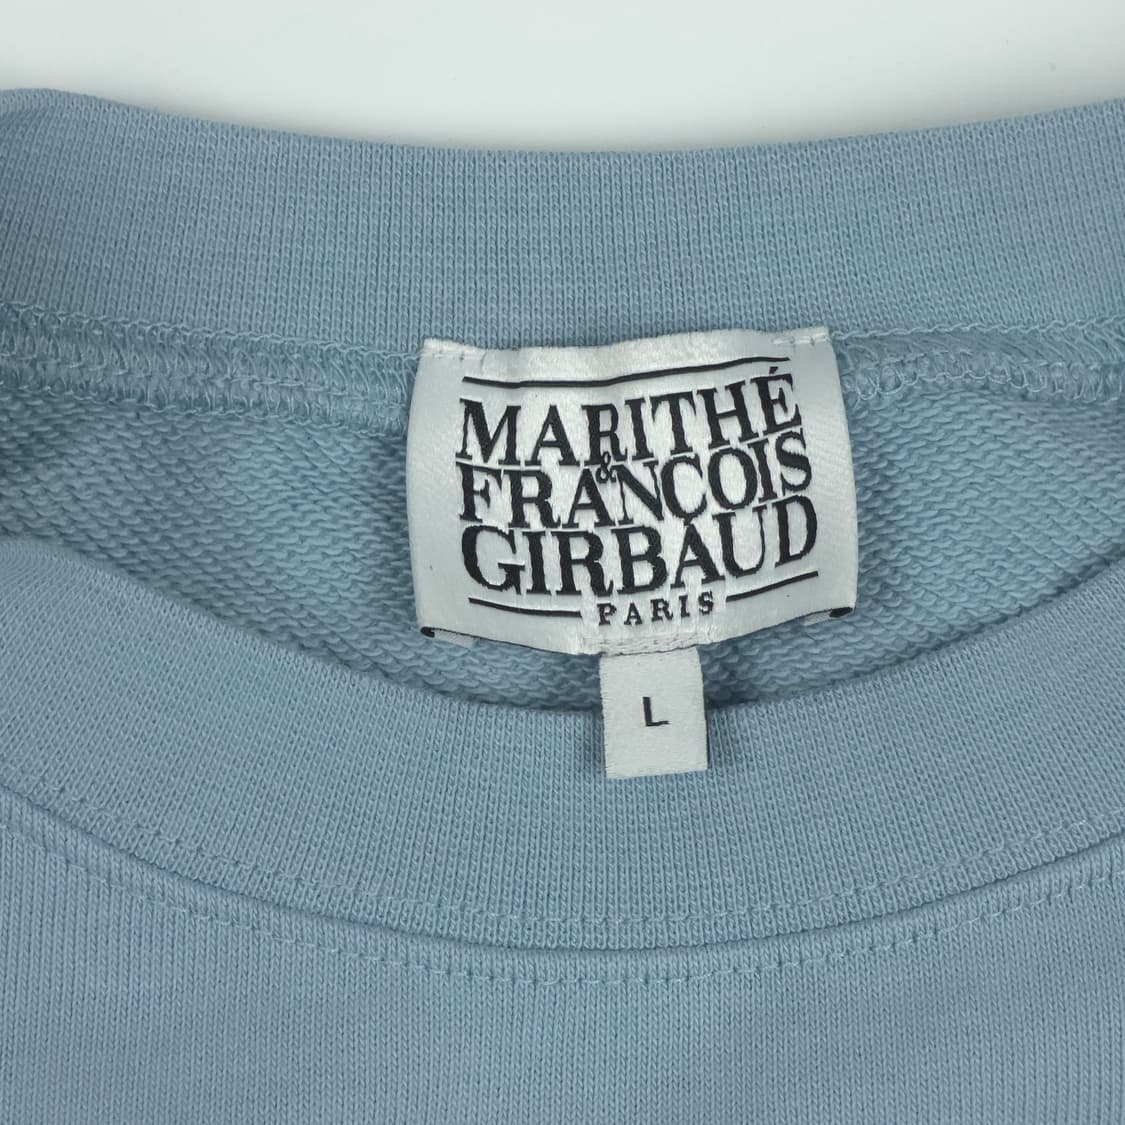 MARITHÉ
&
FRANÇOIS
GIRBAUD
PARIS
L